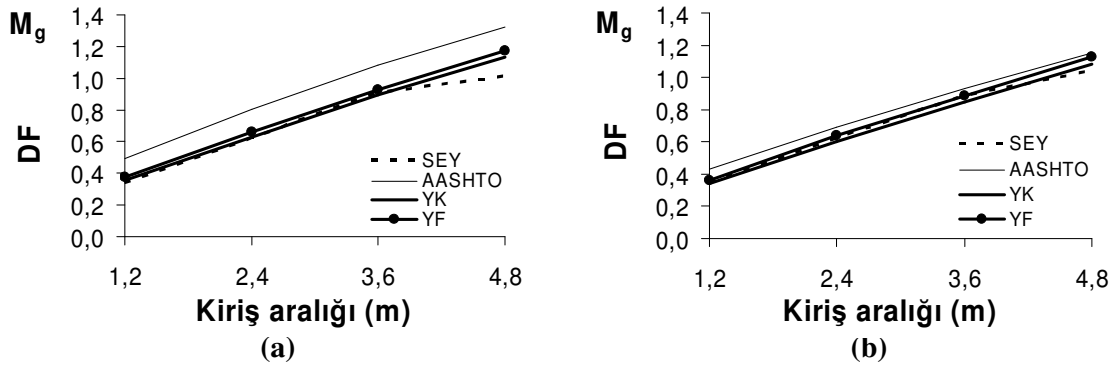 Mg
DF
1,4
1,2
1,0
0,8
0,6
0,4
0,2
0,0
1,2 2,4 3,6 4,8
Kiriş aralığı (m)
SEY
AASHTO
YK
YF
(a)
Mg
DF
1,4
1,2
1,0
0,8
0,6
0,4
0,2
0,0
1,2 2,4 3,6 4,8
Kiriş aralığı (m)
SEY
AASHTO
YK
YF
(b)